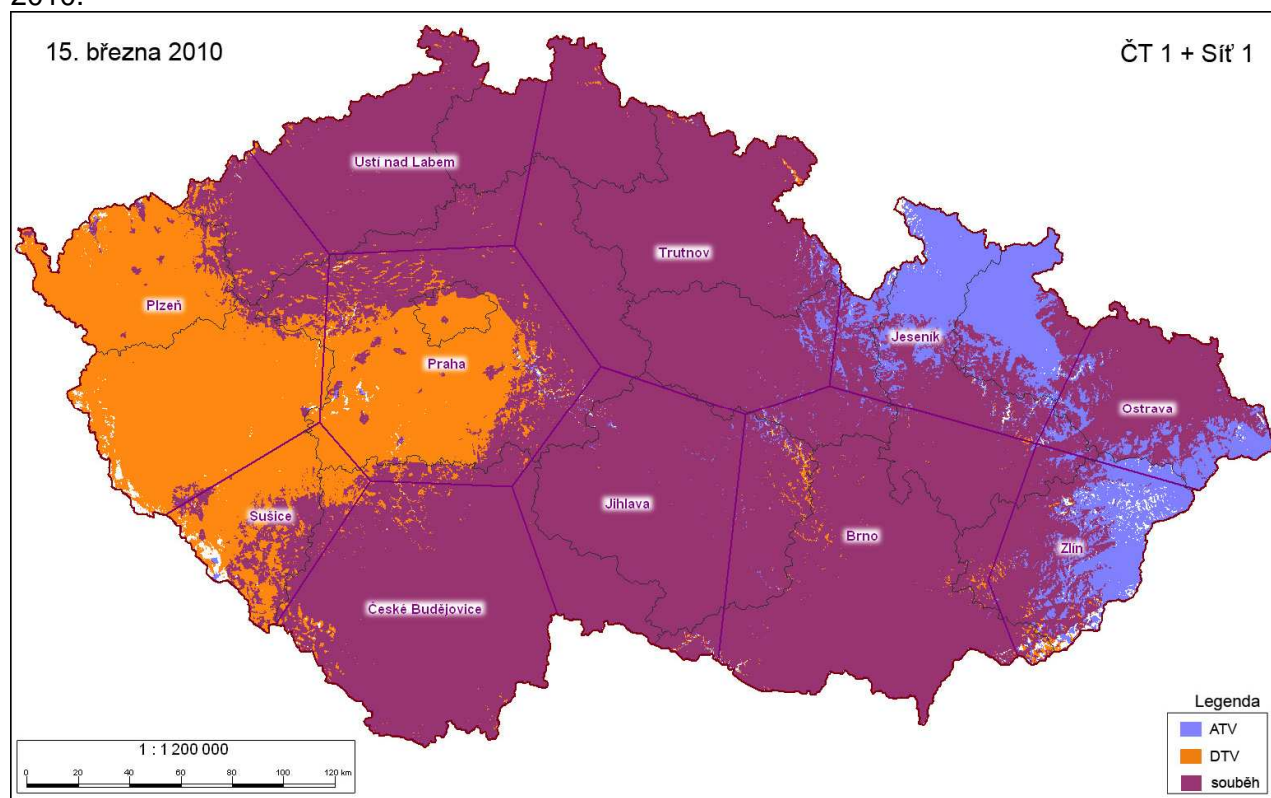 2010.
15. března 2010
ČT 1 + Síť 1
Ustí nad Labem
Trutnov
Plzeň
Jeseník
Praha
Ostrava
Jihlava
Sušice
Brno
Zlín
České Budějovice
Legenda
ATV
DTV
souběh
1 : 1 200 000
0 20 40 60 80 100 120 km